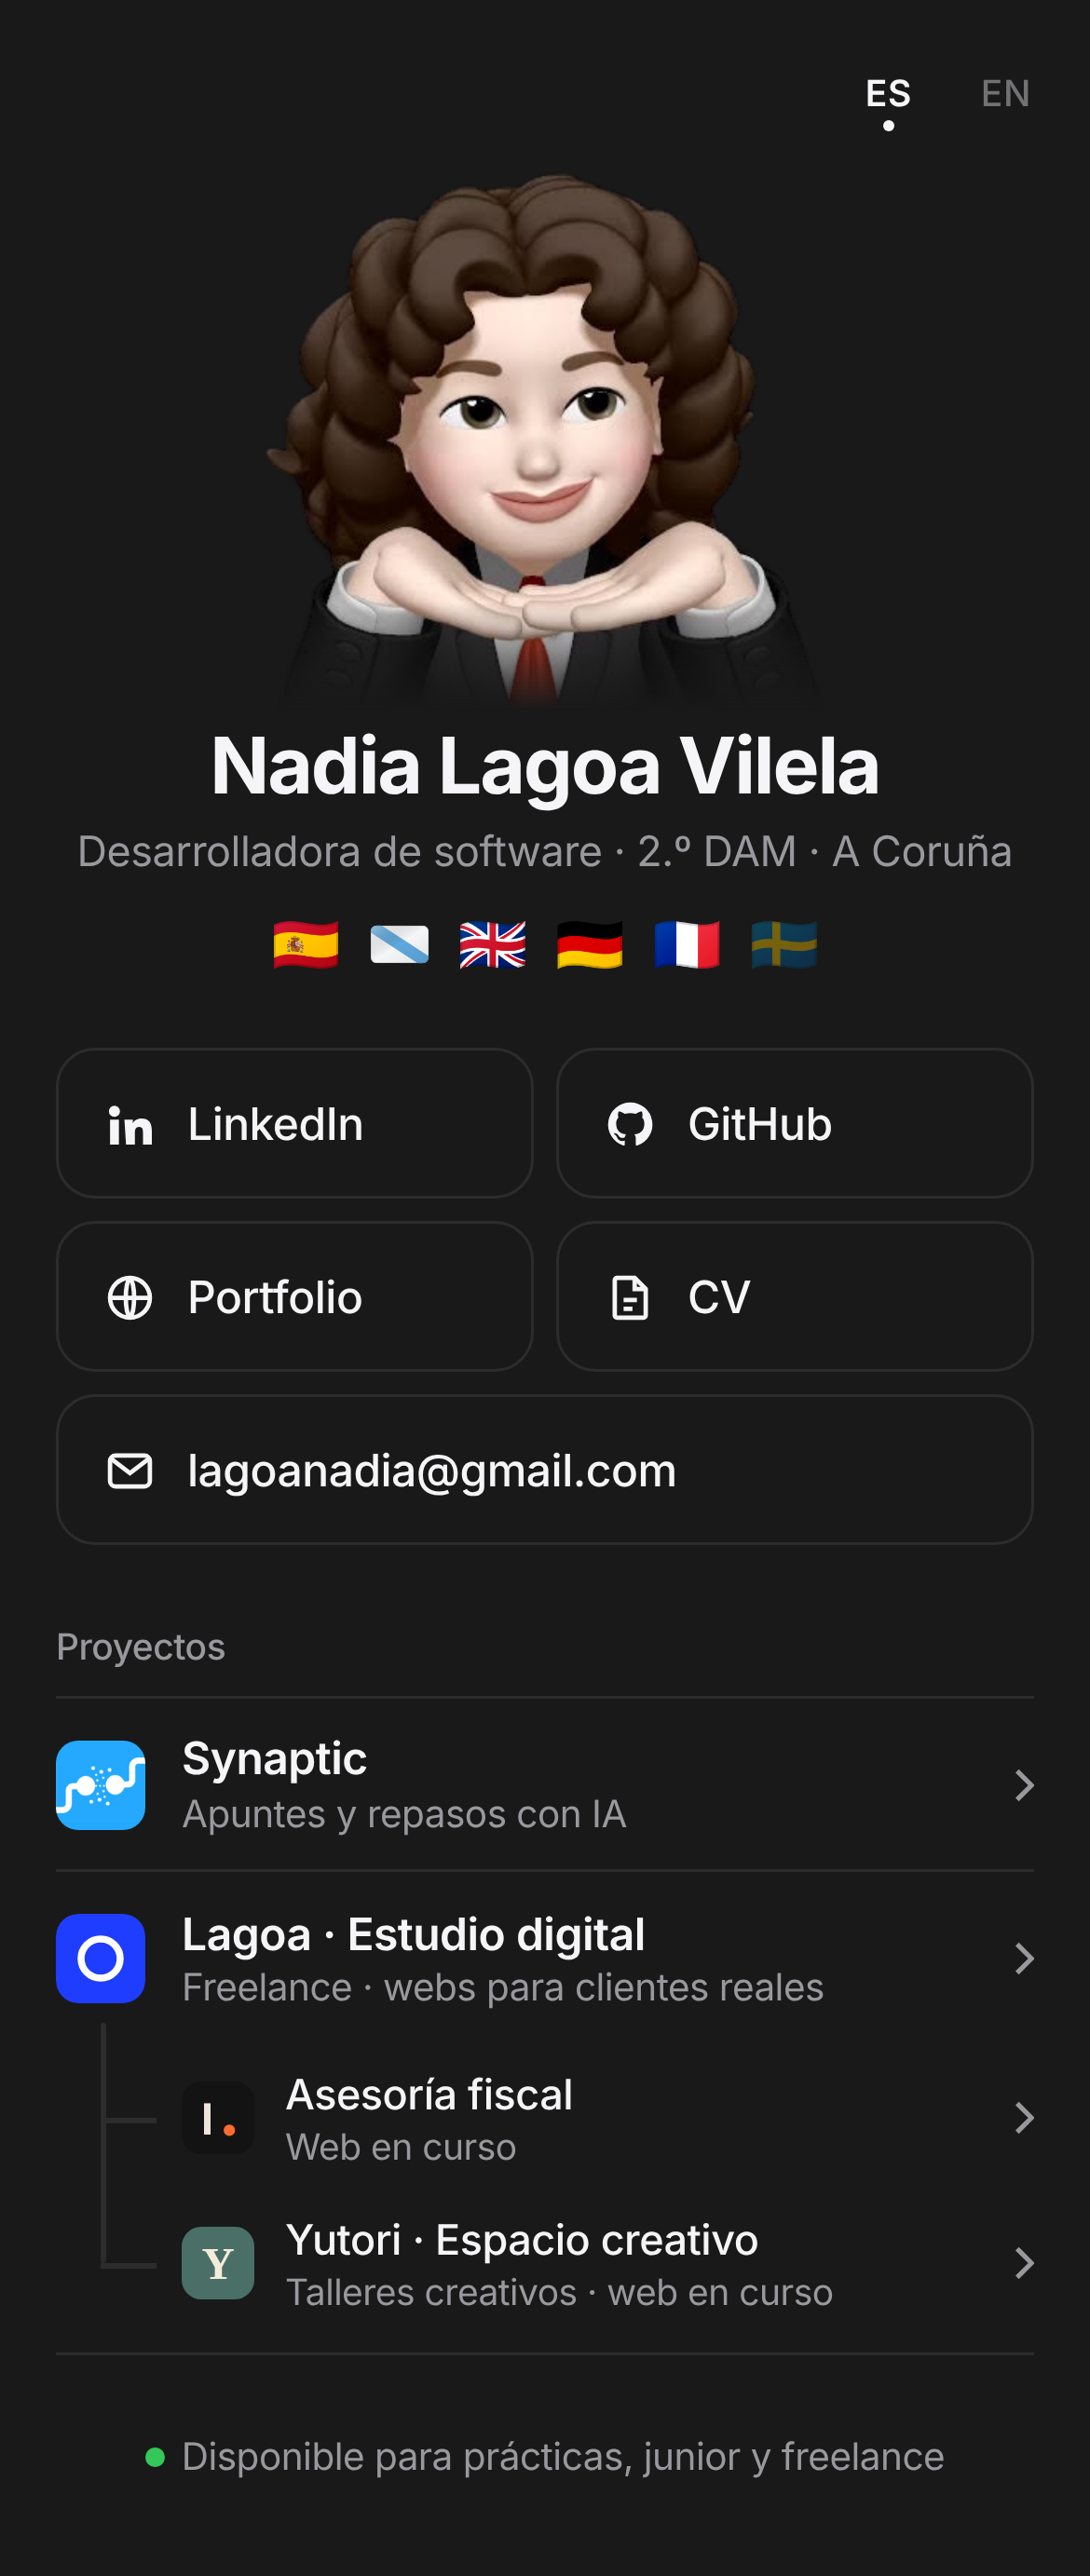 ES EN
Nadia Lagoa Vilela
Desarrolladora de software · 2.º DAM · A Coruña
LinkedIn
GitHub
Portfolio
CV
lagoanadia@gmail.com
Proyectos
Synaptic
Apuntes y repasos con IA
Lagoa · Estudio digital
Freelance · webs para clientes reales
I.
Asesoría fiscal
Web en curso
Y
Yutori · Espacio creativo
Talleres creativos · web en curso
Disponible para prácticas, junior y freelance